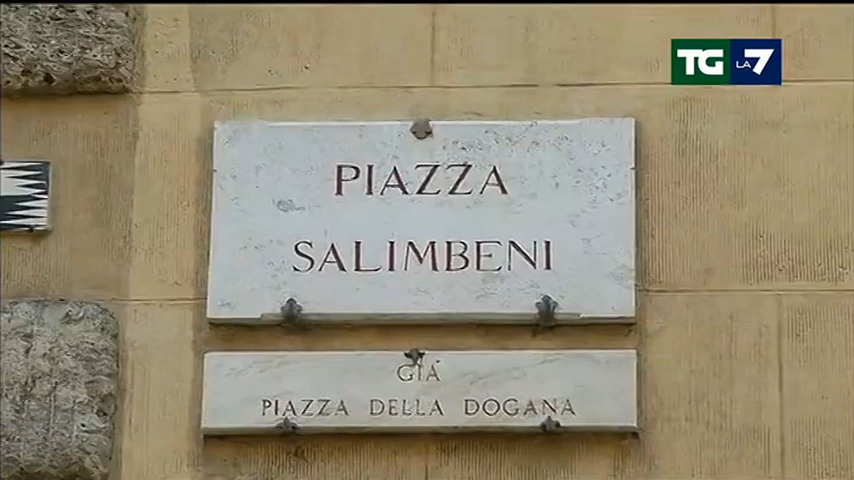 TG LA7
PIAZZA
SALIMBENI
GIÀ
PIAZZA DELLA DOGANA